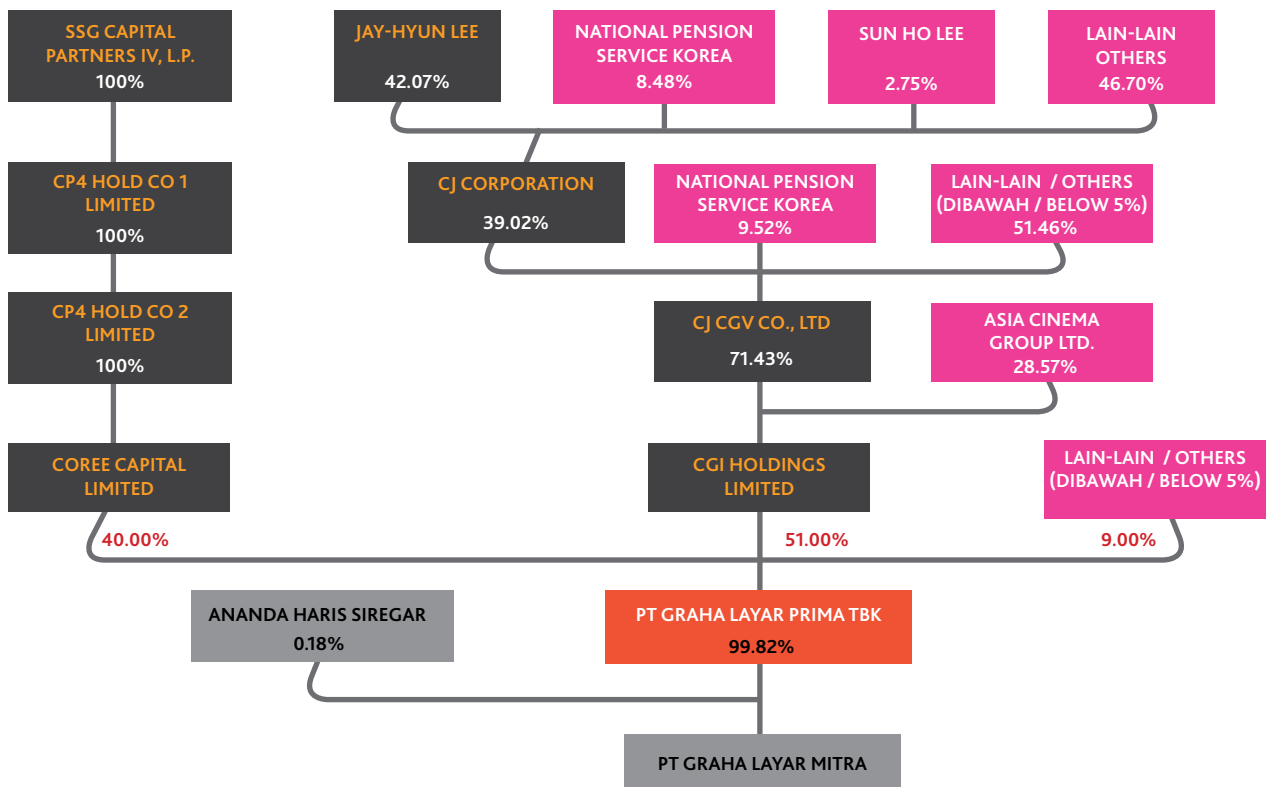 SSG CAPITAL
PARTNERS IV, L.P.
100%
JAY-HYUN LEE
42.07%
NATIONAL PENSION
SERVICE KOREA
8.48%
SUN HO LEE
2.75%
LAIN-LAIN
OTHERS
46.70%
CP4 HOLD CO 1
LIMITED
100%
CJ CORPORATION
39.02%
NATIONAL PENSION
SERVICE KOREA
9.52%
LAIN-LAIN / OTHERS
(DIBAWAH / BELOW 5%)
51.46%
CP4 HOLD CO 2
LIMITED
100%
CJ CGV CO., LTD
71.43%
ASIA CINEMA
GROUP LTD.
28.57%
COREE CAPITAL
LIMITED
CGI HOLDINGS
LIMITED
LAIN-LAIN / OTHERS
(DIBAWAH / BELOW 5%)
40.00%
51.00%
9.00%
ANANDA HARIS SIREGAR
0.18%
PT GRAHA LAYAR PRIMA TBK
99.82%
PT GRAHA LAYAR MITRA